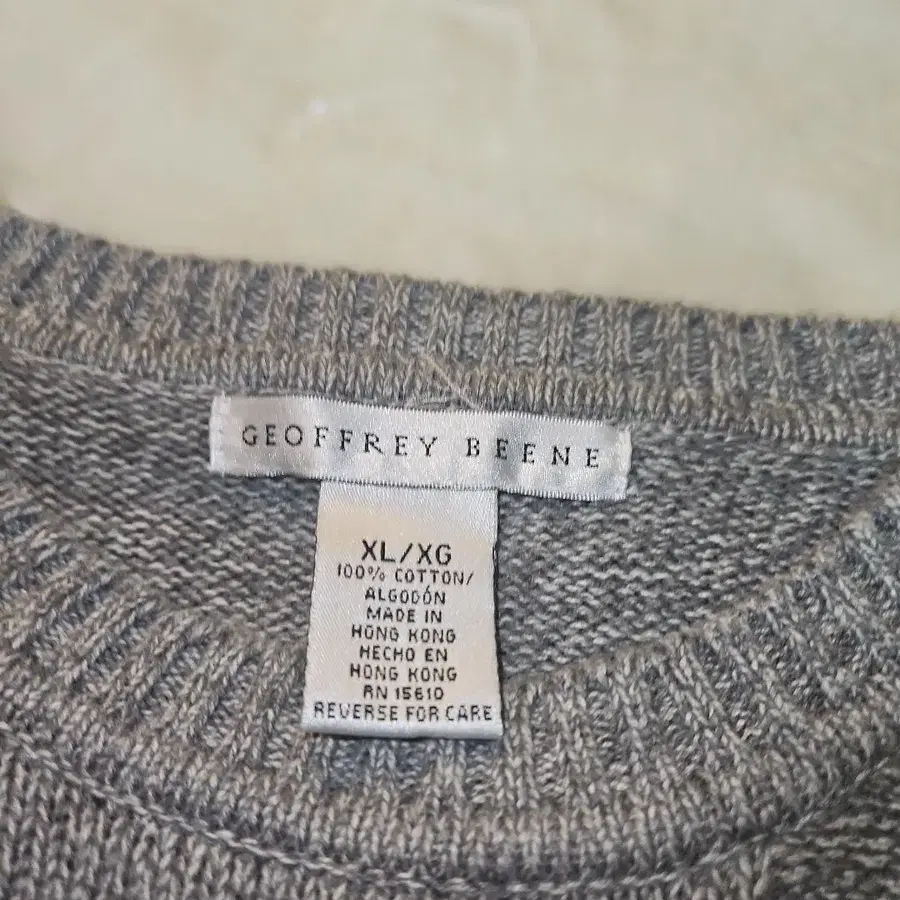 GEOFFREY BEENE
XL/XG
100% COTTON/
ALGODÓN
MADE IN
HONG KONG
HECHO EN
HONG KONG
RN 15610
REVERSE FOR CARE